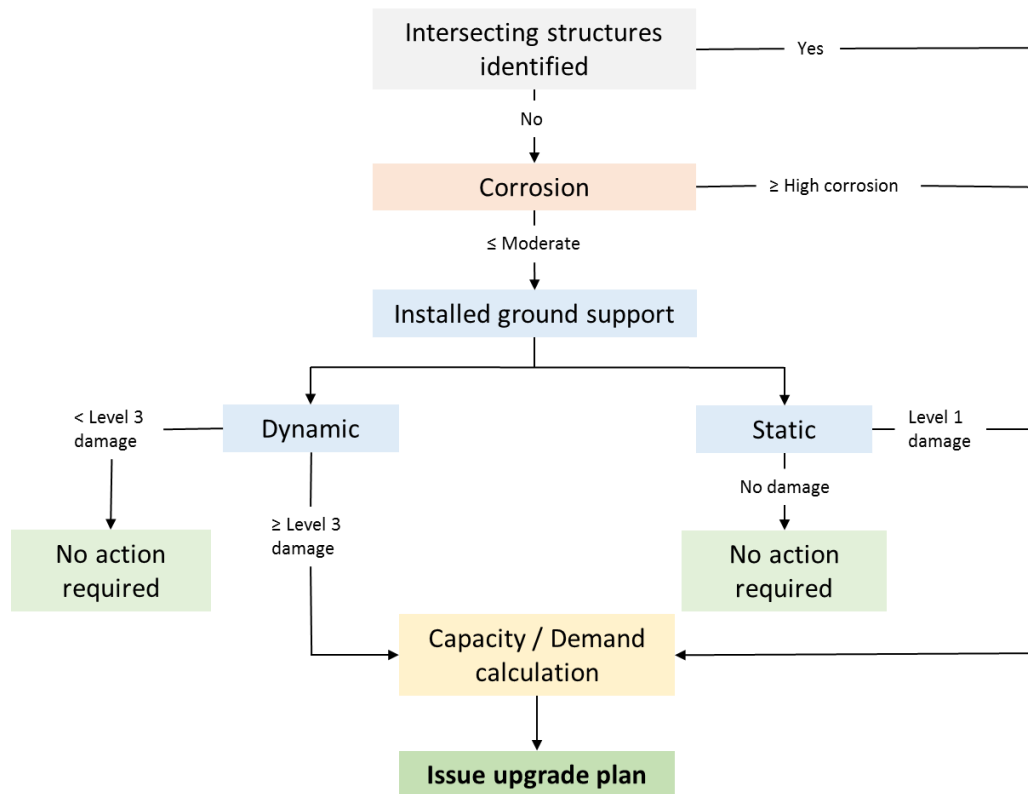 Intersecting structures
identified
Yes
No
Corrosion
≥ High corrosion
≤ Moderate
Installed ground support
< Level 3
damage
Dynamic
Static
Level 1
damage
No damage
≥ Level 3
damage
No action
required
No action
required
Capacity / Demand
calculation
Issue upgrade plan